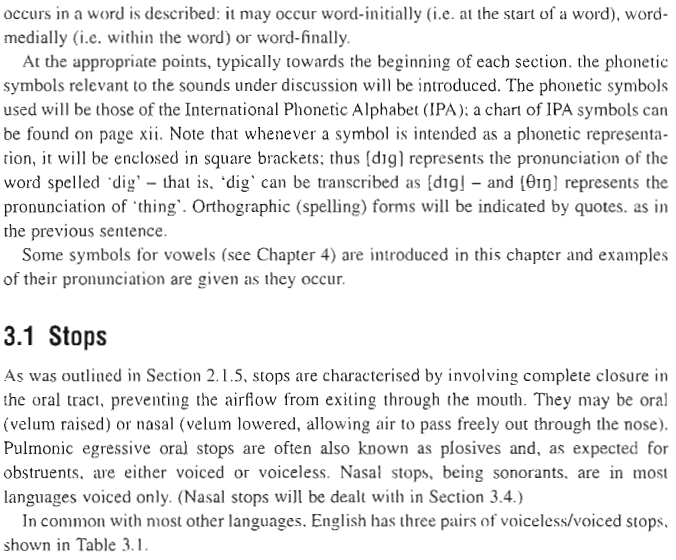 occurs in a word is described: it may occur word-initially (i.e. at the start of a word), word-
medially (i.e. within the word) or word-finally.
At the appropriate points, typically towards the beginning of each section, the phonetic
symbols relevant to the sounds under discussion will be introduced. The phonetic symbols
used will be those of the International Phonetic Alphabet (IPA); a chart of IPA symbols can
be found on page xii. Note that whenever a symbol is intended as a phonetic representa-
tion, it will be enclosed in square brackets; thus [dɪg] represents the pronunciation of the
word spelled 'dig' – that is, 'dig' can be transcribed as [dɪg] – and [θɪŋ] represents the
pronunciation of 'thing'. Orthographic (spelling) forms will be indicated by quotes, as in
the previous sentence.
Some symbols for vowels (see Chapter 4) are introduced in this chapter and examples
of their pronunciation are given as they occur.
3.1 Stops
As was outlined in Section 2.1.5, stops are characterised by involving complete closure in
the oral tract, preventing the airflow from exiting through the mouth. They may be oral
(velum raised) or nasal (velum lowered, allowing air to pass freely out through the nose).
Pulmonic egressive oral stops are often also known as plosives and, as expected for
obstruents, are either voiced or voiceless. Nasal stops, being sonorants, are in most
languages voiced only. (Nasal stops will be dealt with in Section 3.4.)
In common with most other languages, English has three pairs of voiceless/voiced stops,
shown in Table 3.1.